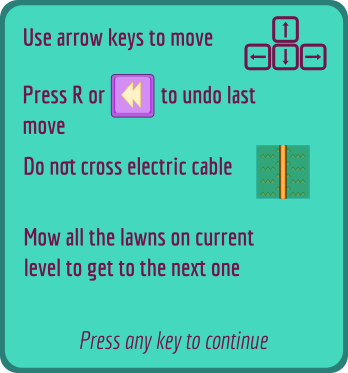 Use arrow keys to move
Press R or to undo last
move
Do not cross electric cable
Mow all the lawns on current
level to get to the next one
Press any key to continue